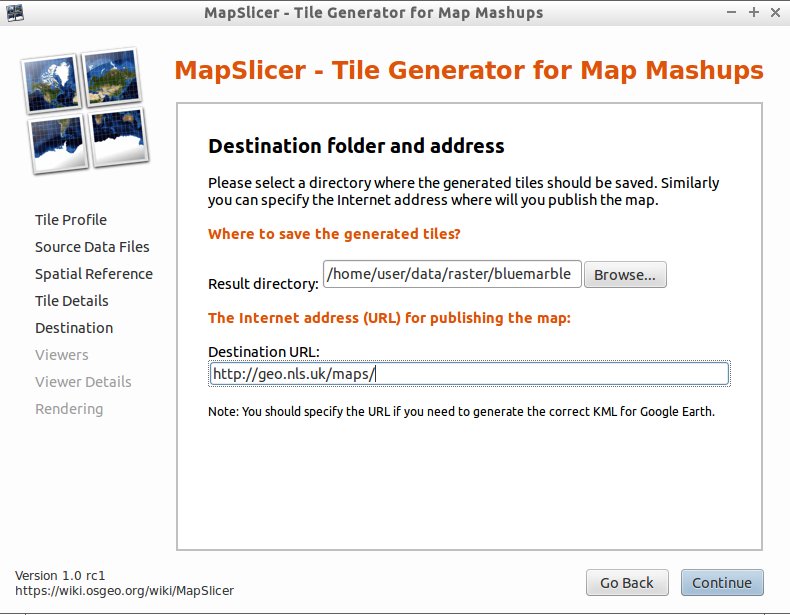 MapSlicer - Tile Generator for Map Mashups
MapSlicer - Tile Generator for Map Mashups
Destination folder and address
Please select a directory where the generated tiles should be saved. Similarly
you can specify the Internet address where will you publish the map.
Where to save the generated tiles?
Result directory: /home/user/data/raster/bluemarble Browse...
The Internet address (URL) for publishing the map:
Destination URL:
http://geo.nls.uk/maps/
Note: You should specify the URL if you need to generate the correct KML for Google Earth.
Tile Profile
Source Data Files
Spatial Reference
Tile Details
Destination
Viewers
Viewer Details
Rendering
Version 1.0 rc1
https://wiki.osgeo.org/wiki/MapSlicer
Go Back Continue